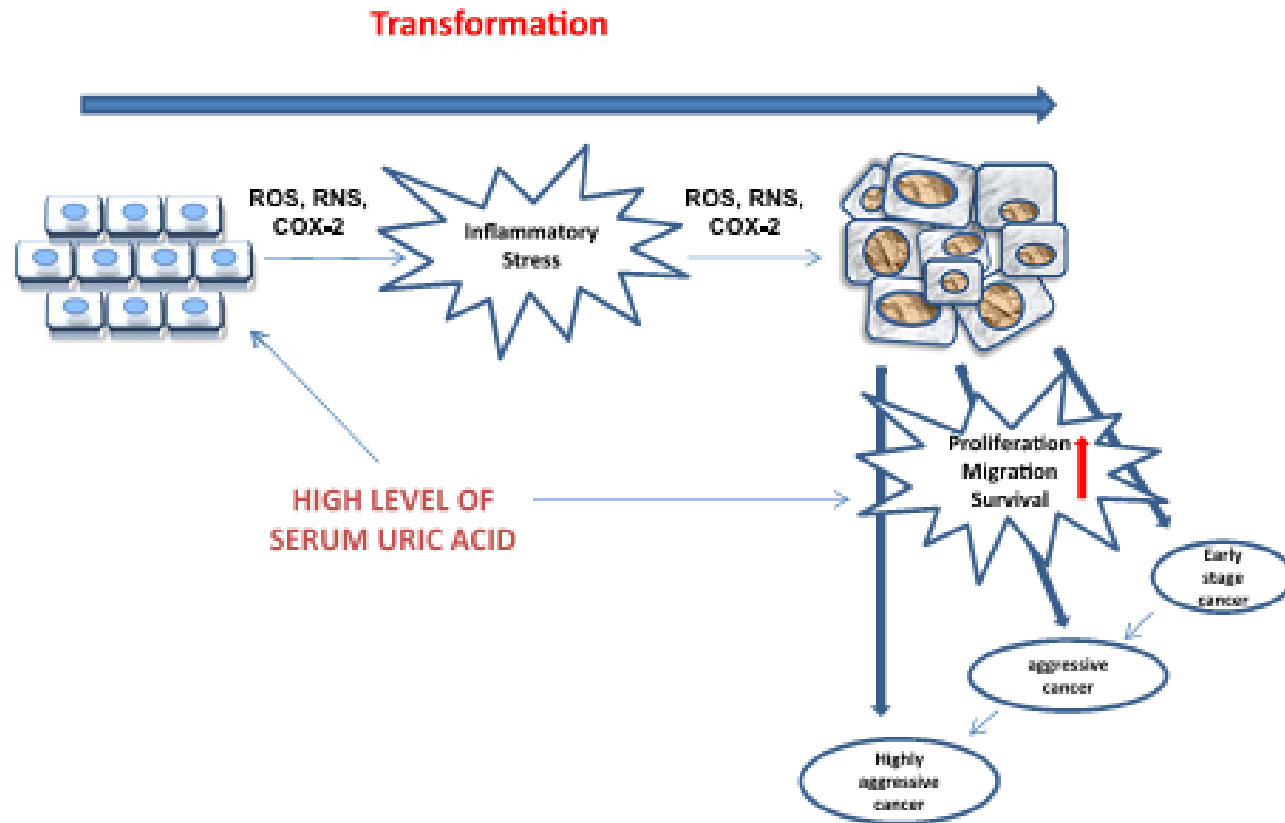 Transformation
ROS, RNS,
COX-2
Inflammatory
Stress
ROS, RNS,
COX-2
HIGH LEVEL OF
SERUM URIC ACID
Proliferation
Migration
Survival
Early
stage
cancer
aggressive
cancer
Highly
aggressive
cancer